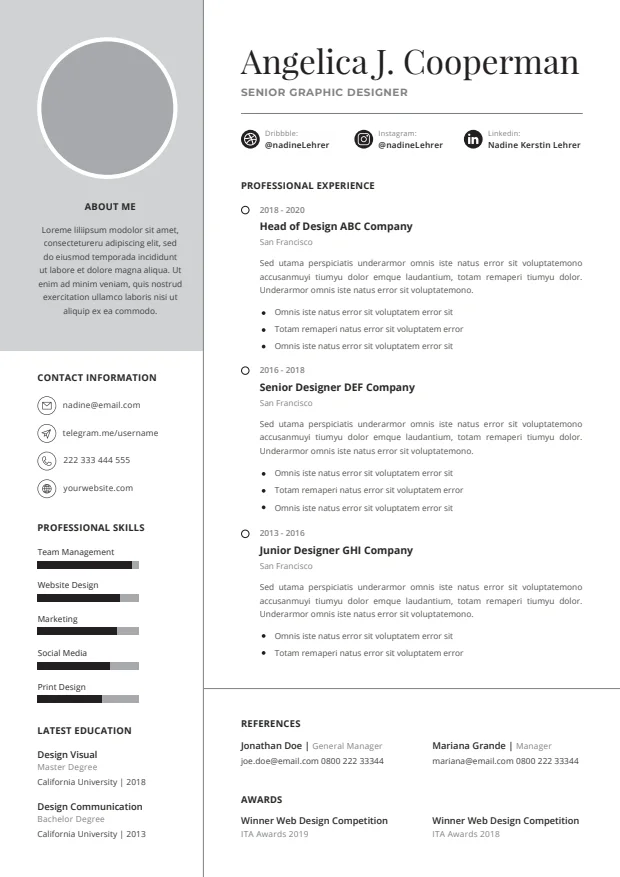 Angelica J. Cooperman
SENIOR GRAPHIC DESIGNER
Dribbble:
@nadineLehrer
Instagram:
@nadineLehrer
Linkedin:
Nadine Kerstin Lehrer
ABOUT ME
Loreme liliipsum modolor sit amet,
consectetureru adipiscing elit, sed
do eiusmod temporada incididunt
ut labore et dolore magna aliqua. Ut
enim ad minim veniam, quis nostrud
exercitation ullamco laboris nisi ut
aliquip ex ea commodo.
CONTACT INFORMATION
nadine@email.com
telegram.me/username
222 333 444 555
yourwebsite.com
PROFESSIONAL SKILLS
Team Management
Website Design
Marketing
Social Media
Print Design
LATEST EDUCATION
Design Visual
Master Degree
California University | 2018
Design Communication
Bachelor Degree
California University | 2013
PROFESSIONAL EXPERIENCE
2018 - 2020
Head of Design ABC Company
San Francisco
Sed utama perspiciatis underarmor omnis iste natus error sit voluptatemono
accusanmuyi tiumyu dolor emque laudantium, totam remaperi tiumyu dolor.
Underarmor omnis iste natus error sit voluptatemono.
• Omnis iste natus error sit voluptatem error sit
• Totam remaperi natus error sit voluptatem error
• Omnis iste natus error sit voluptatem error sit
2016 - 2018
Senior Designer DEF Company
San Francisco
Sed utama perspiciatis underarmor omnis iste natus error sit voluptatemono
accusanmuyi tiumyu dolor emque laudantium, totam remaperi tiumyu dolor.
Underarmor omnis iste natus error sit voluptatemono.
• Omnis iste natus error sit voluptatem error sit
• Totam remaperi natus error sit voluptatem error
• Omnis iste natus error sit voluptatem error sit
2013 - 2016
Junior Designer GHI Company
San Francisco
Sed utama perspiciatis underarmor omnis iste natus error sit voluptatemono
accusanmuyi tiumyu dolor emque laudantium, totam remaperi tiumyu dolor.
Underarmor omnis iste natus error sit voluptatemono.
• Omnis iste natus error sit voluptatem error sit
• Totam remaperi natus error sit voluptatem error
REFERENCES
Jonathan Doe | General Manager
joe.doe@email.com 0800 222 33344
Mariana Grande | Manager
mariana@email.com 0800 222 33344
AWARDS
Winner Web Design Competition
ITA Awards 2019
Winner Web Design Competition
ITA Awards 2018